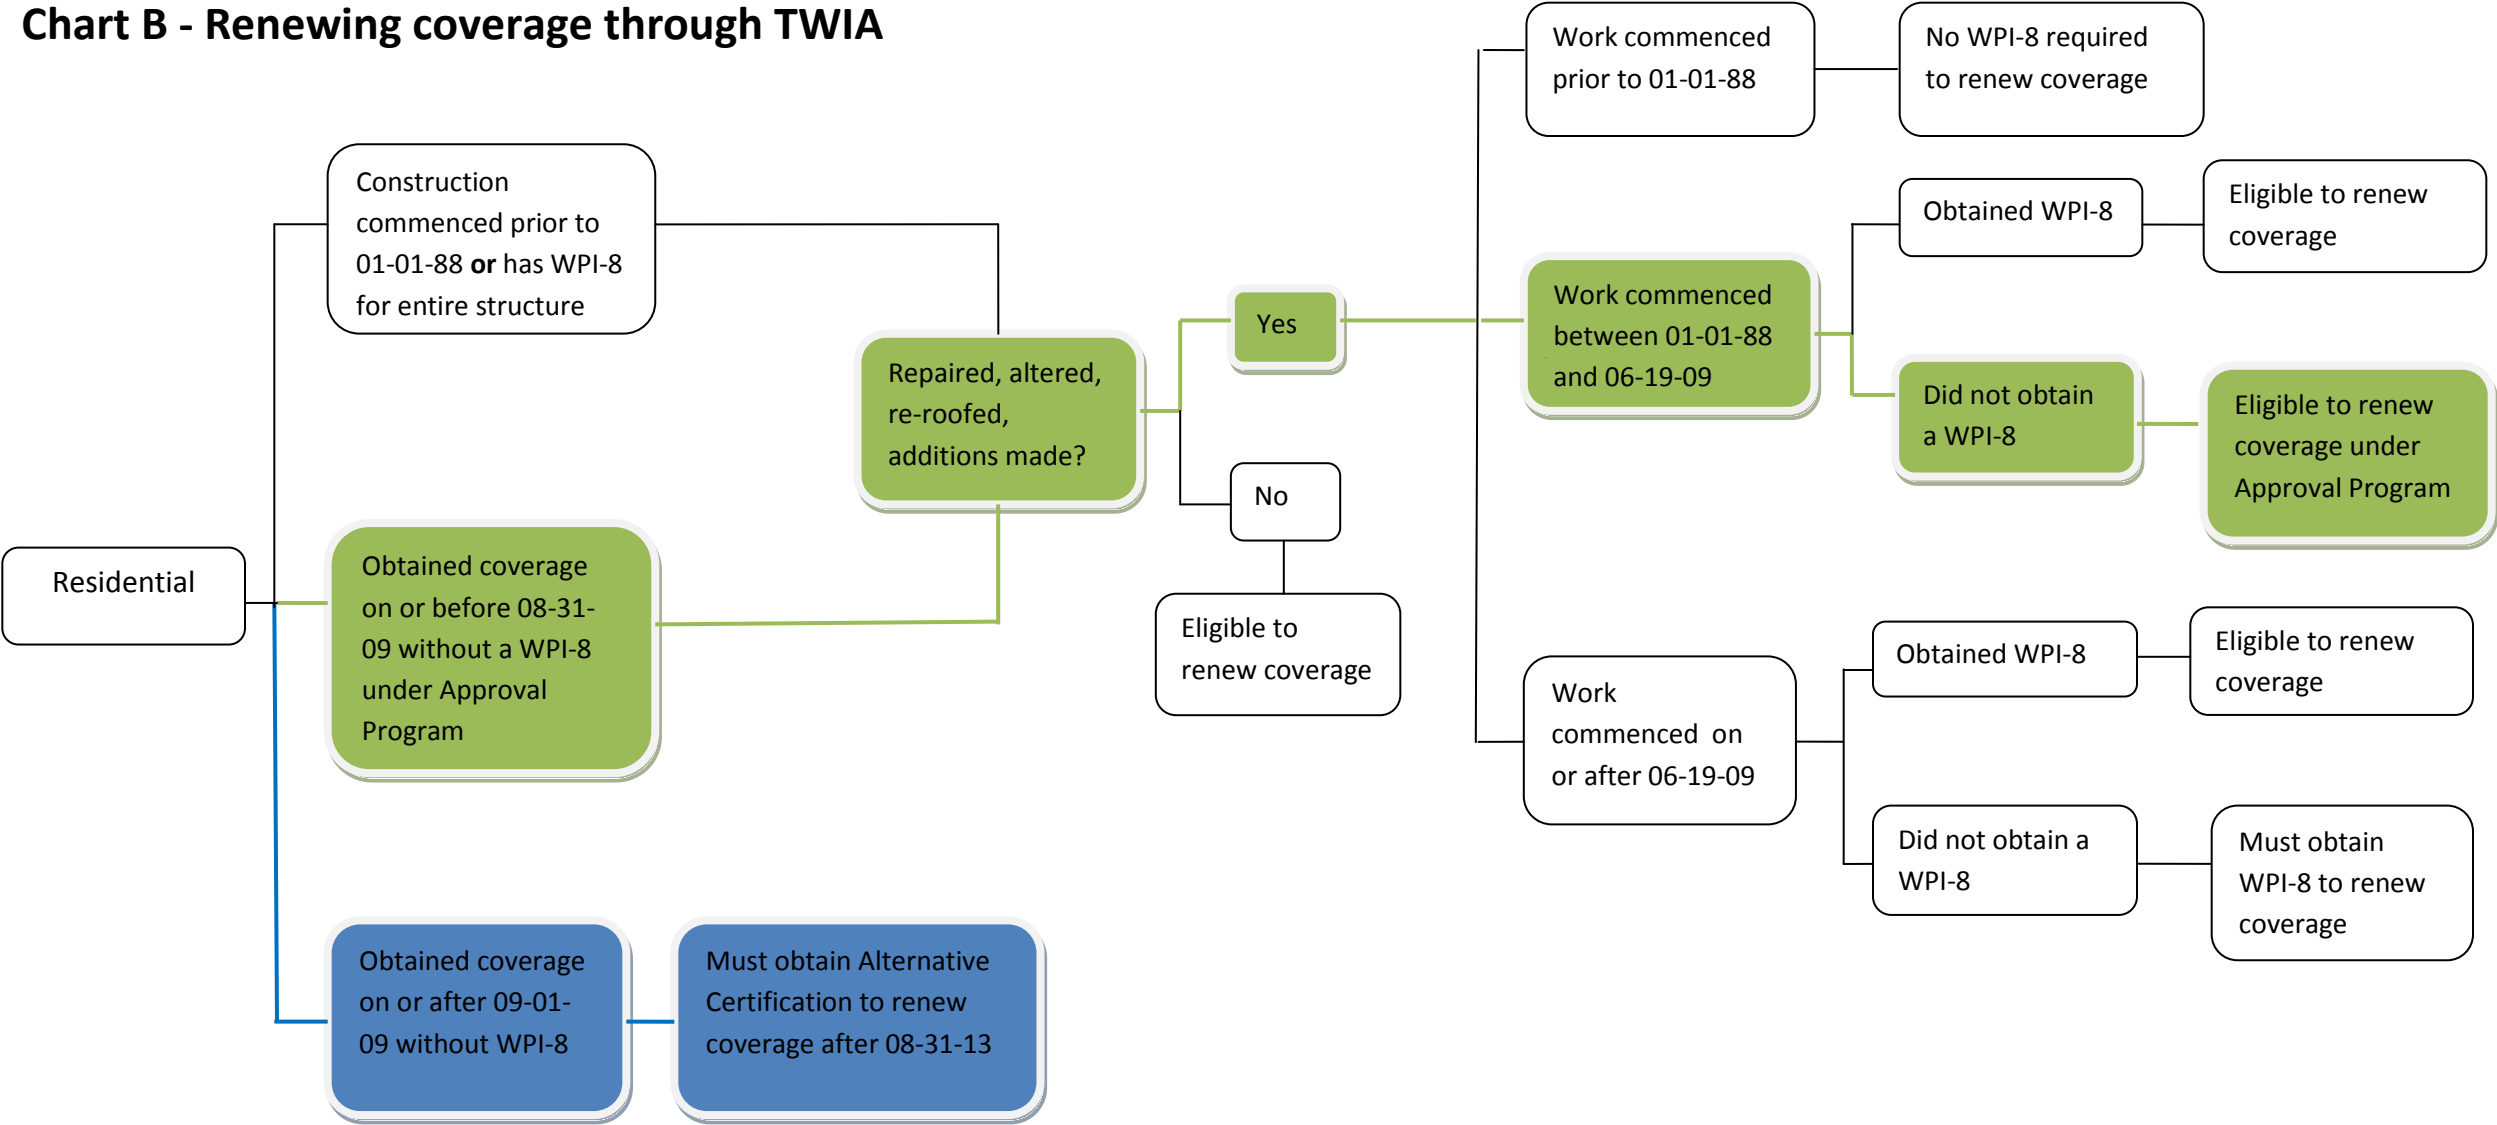 Chart B - Renewing coverage through TWIA
Residential
Construction
commenced prior to
01-01-88 or has WPI-8
for entire structure
Obtained coverage
on or before 08-31-
09 without a WPI-8
under Approval
Program
Obtained coverage
on or after 09-01-
09 without WPI-8
Must obtain Alternative
Certification to renew
coverage after 08-31-13
Repaired, altered,
re-roofed,
additions made?
Yes
No
Eligible to
renew coverage
Work commenced
prior to 01-01-88
No WPI-8 required
to renew coverage
Work commenced
between 01-01-88
and 06-19-09
Obtained WPI-8
Eligible to renew
coverage
Did not obtain
a WPI-8
Eligible to renew
coverage under
Approval Program
Work
commenced on
or after 06-19-09
Obtained WPI-8
Eligible to renew
coverage
Did not obtain a
WPI-8
Must obtain
WPI-8 to renew
coverage